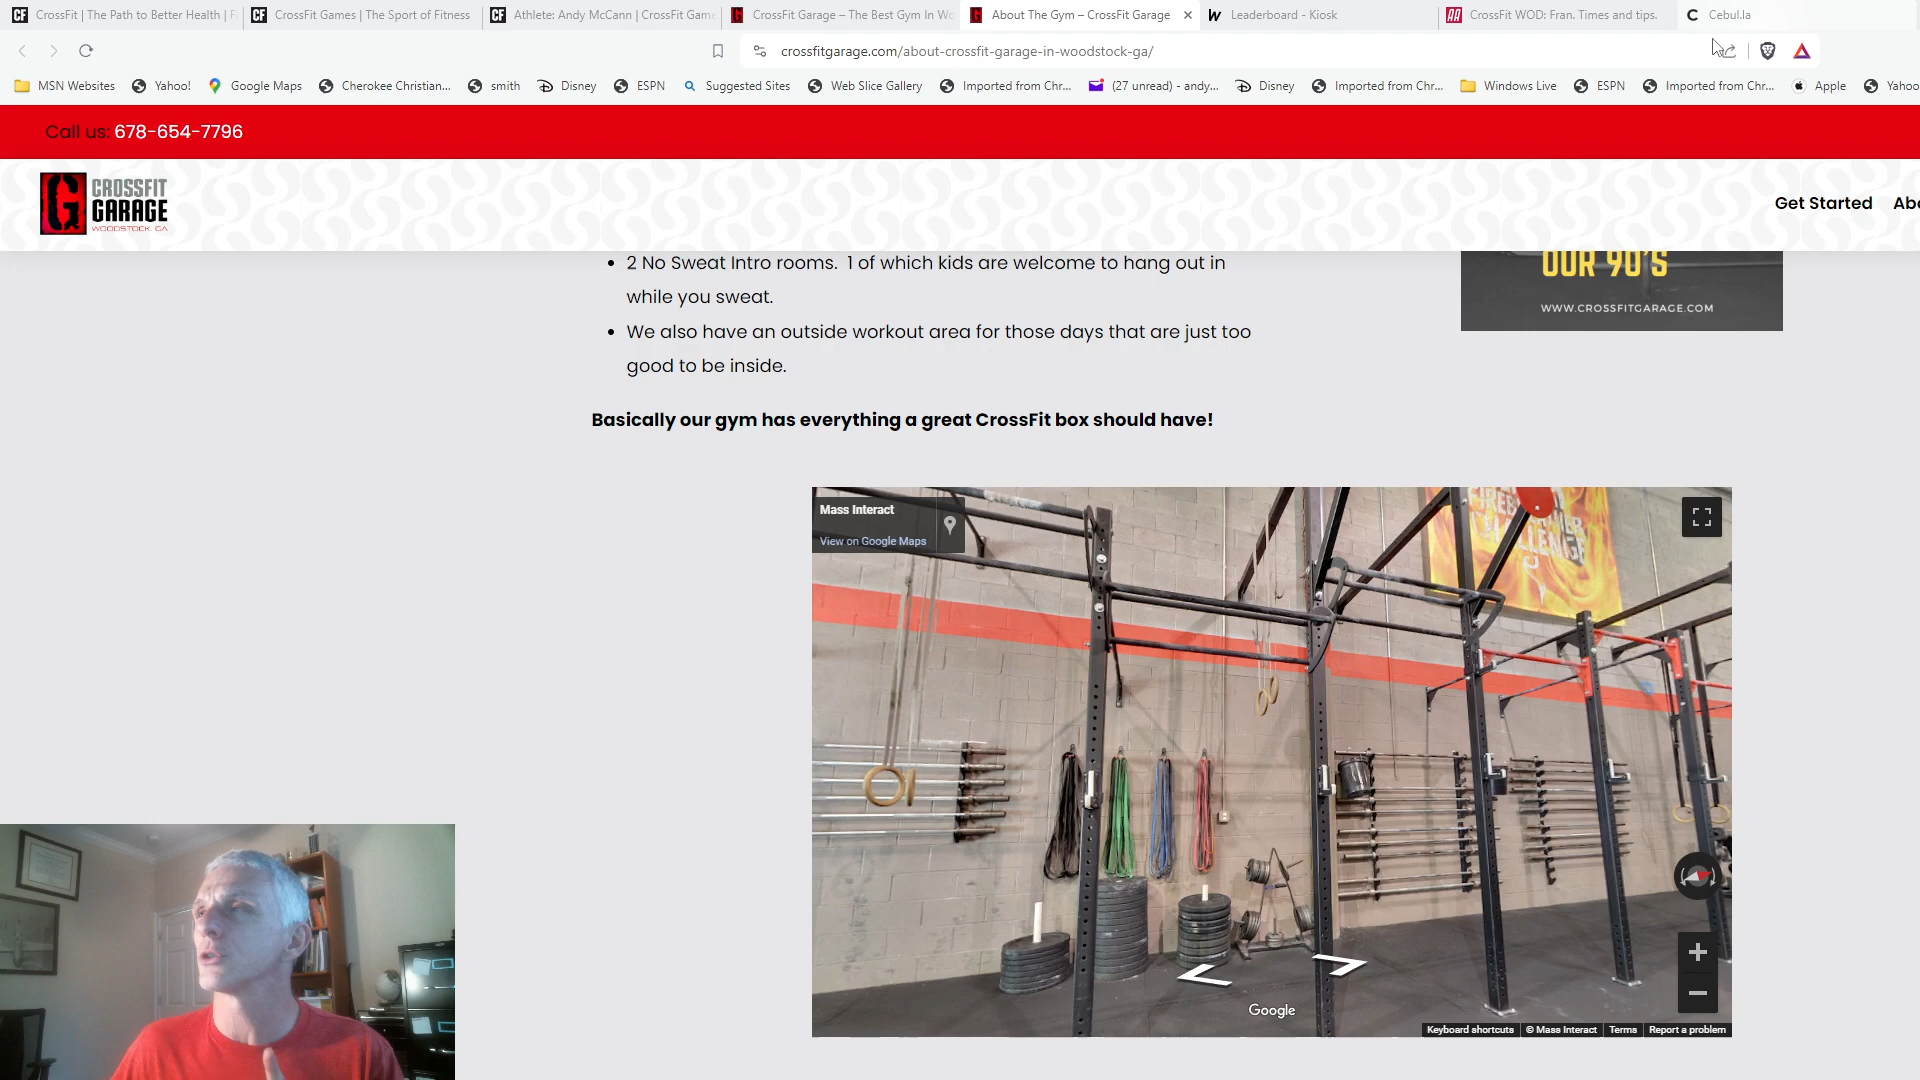 CrossFit | The Path to Better Health | F
CrossFit Games | The Sport of Fitness
Athlete: Andy McCann | CrossFit Game
CrossFit Garage – The Best Gym In Wo
About The Gym – CrossFit Garage
Leaderboard - Kiosk
CrossFit WOD: Fran. Times and tips.
Cebul.la
crossfitgarage.com/about-crossfit-garage-in-woodstock-ga/
MSN Websites
Yahoo!
Google Maps
Cherokee Christian...
smith
Disney
ESPN
Suggested Sites
Web Slice Gallery
Imported from Chr...
(27 unread) - andy...
Disney
Imported from Chr...
Windows Live
ESPN
Imported from Chr...
Apple
Yahoo
Call us: 678-654-7796
CROSSFIT
GARAGE
WOODSTOCK, GA
Get Started
Abo
2 No Sweat Intro rooms. 1 of which kids are welcome to hang out in
while you sweat.
We also have an outside workout area for those days that are just too
good to be inside.
Basically our gym has everything a great CrossFit box should have!
OUR 90'S
WWW.CROSSFITGARAGE.COM
Mass Interact
View on Google Maps
Google
Keyboard shortcuts
© Mass Interact
Terms
Report a problem